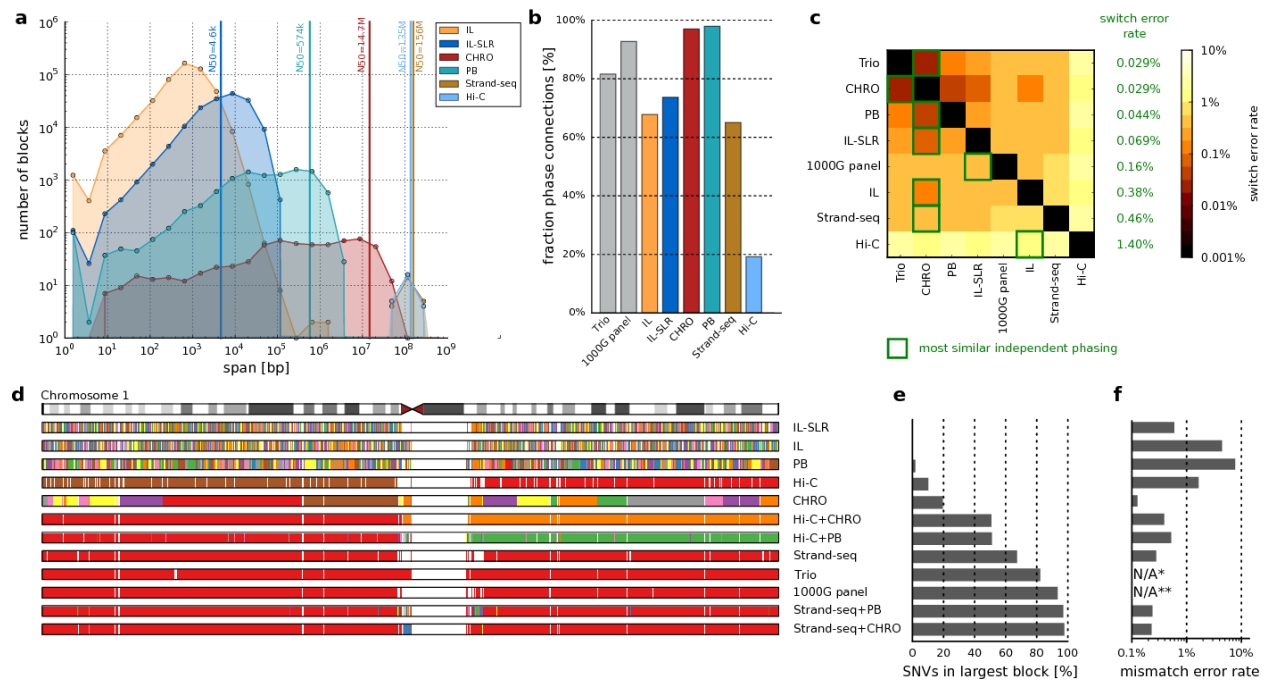 a
number of blocks
10^6
10^5
10^4
10^3
10^2
10^1
10^0
10^0
10^1
10^2
10^3
10^4
10^5
10^6
10^7
10^8
10^9
span [bp]
N50=4.6k
N50=574k
N50=14.7M
N50=135M
N50=156M
IL
IL-SLR
CHRO
PB
Strand-seq
Hi-C
b
fraction phase connections [%]
100%
80%
60%
40%
20%
0%
Trio
1000G panel
IL
IL-SLR
CHRO
PB
Strand-seq
Hi-C
c
switch error
rate
Trio
CHRO
PB
IL-SLR
1000G panel
IL
Strand-seq
Hi-C
0.029%
0.029%
0.044%
0.069%
0.16%
0.38%
0.46%
1.40%
Trio
CHRO
PB
IL-SLR
1000G panel
IL
Strand-seq
Hi-C
10%
1%
0.1%
0.01%
0.001%
switch error rate
most similar independent phasing
d
Chromosome 1
IL-SLR
IL
PB
Hi-C
CHRO
Hi-C+CHRO
Hi-C+PB
Strand-seq
Trio
1000G panel
Strand-seq+PB
Strand-seq+CHRO
e
0
20
40
60
80
100
SNVs in largest block [%]
f
N/A*
N/A**
0.1%
1%
10%
mismatch error rate